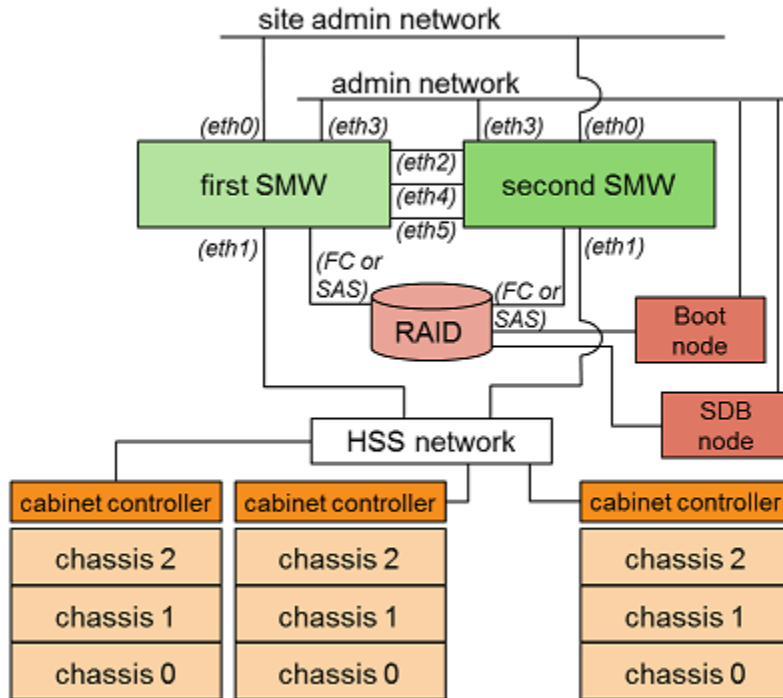 site admin network
admin network
(eth0)
(eth3)
(eth3)
(eth0)
first SMW
(eth2)
(eth4)
(eth5)
second SMW
(eth1)
(FC or
SAS)
(FC or
SAS)
(eth1)
RAID
Boot
node
SDB
node
HSS network
cabinet controller
cabinet controller
cabinet controller
chassis 2
chassis 2
chassis 2
chassis 1
chassis 1
chassis 1
chassis 0
chassis 0
chassis 0